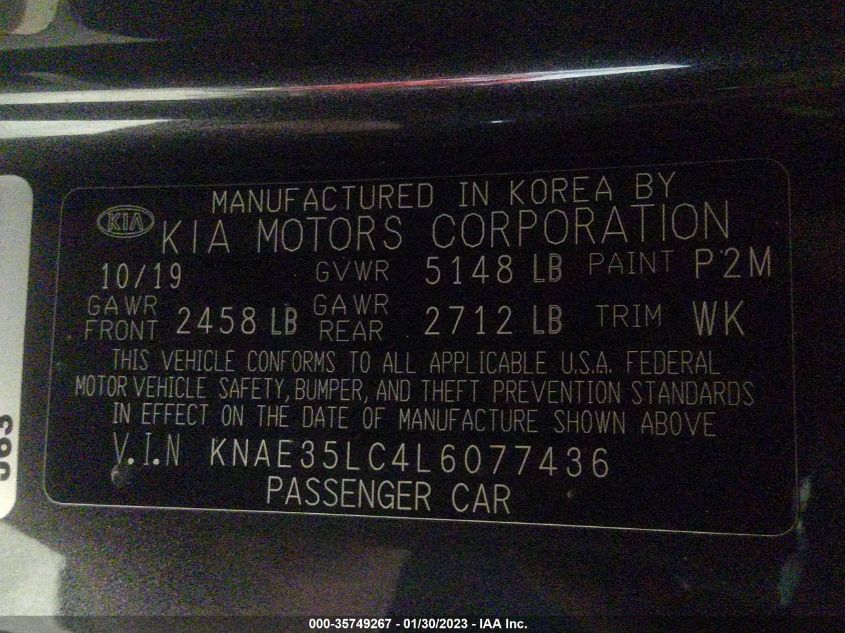 MANUFACTURED IN KOREA BY
KIA KIA MOTORS CORPORATION
10/19 GVWR 5148 LB PAINT P2M
GAWR FRONT 2458 LB GAWR REAR 2712 LB TRIM WK
THIS VEHICLE CONFORMS TO ALL APPLICABLE U.S.A. FEDERAL
MOTOR VEHICLE SAFETY, BUMPER, AND THEFT PREVENTION STANDARDS
IN EFFECT ON THE DATE OF MANUFACTURE SHOWN ABOVE
V.I.N KNAE35LC4L6077436
PASSENGER CAR
000-35749267 - 01/30/2023 - IAA Inc.